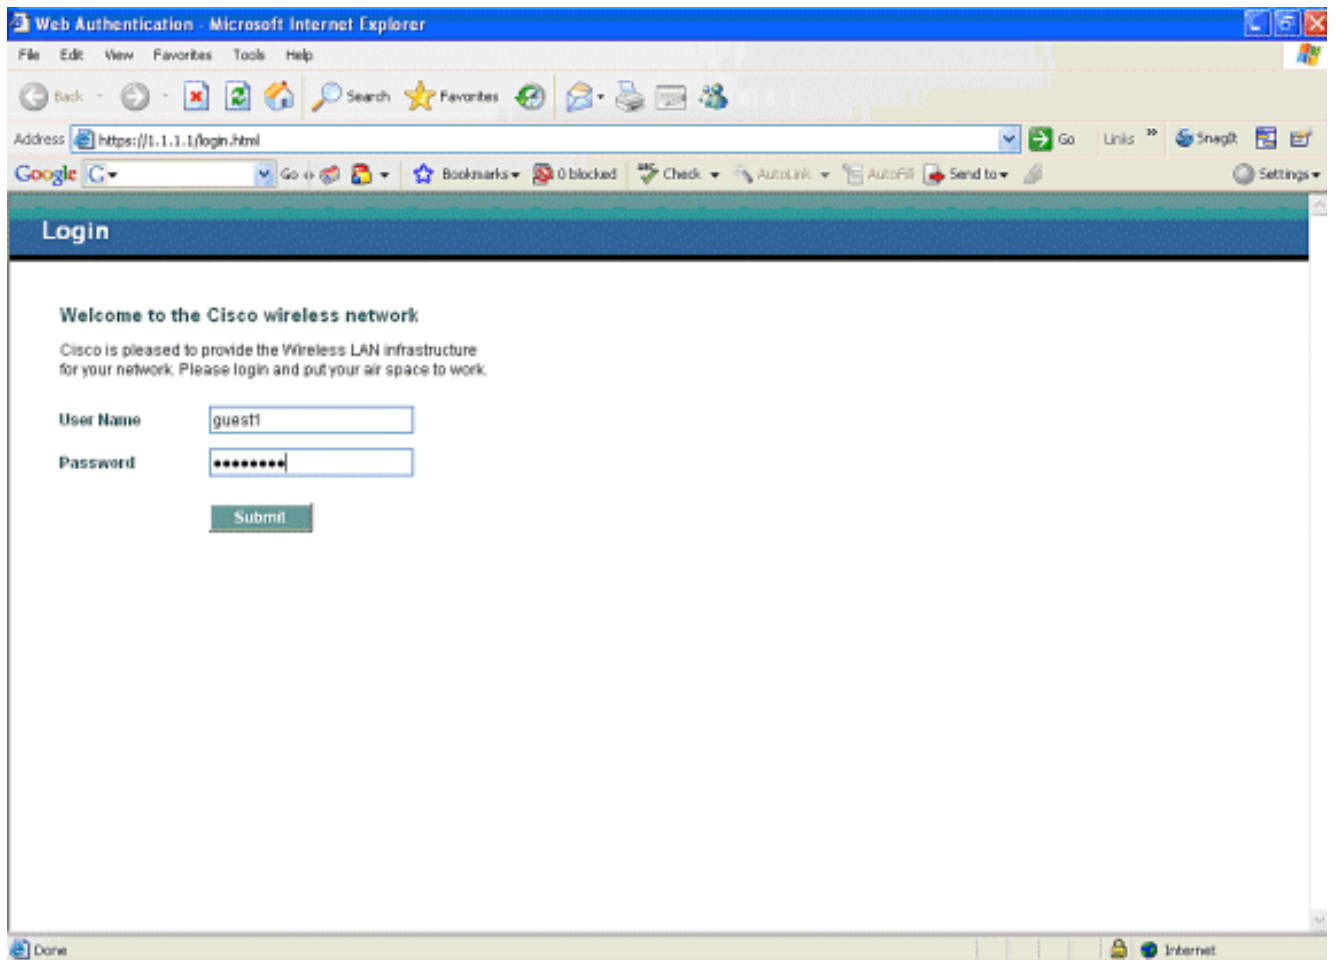 Web Authentication - Microsoft Internet Explorer
File Edit View Favorites Tools Help
Back Search Favorites
Address https://1.1.1.1/login.html Go Links » SnagIt
Google G Go Bookmarks 0 blocked ABC Check AutoLink AutoFill Send to Settings
Login
Welcome to the Cisco wireless network
Cisco is pleased to provide the Wireless LAN infrastructure
for your network. Please login and put your air space to work.
User Name guest1
Password ••••••••
Submit
Done Internet